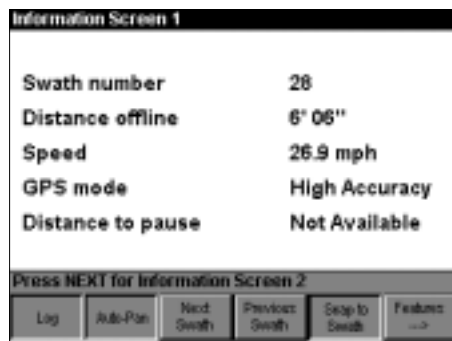 Information Screen 1
Swath number 28
Distance offline 6' 06"
Speed 26.9 mph
GPS mode High Accuracy
Distance to pause Not Available
Press NEXT for Information Screen 2
Log Auto-Pan Next Swath Previous Swath Snap to Swath Features -->